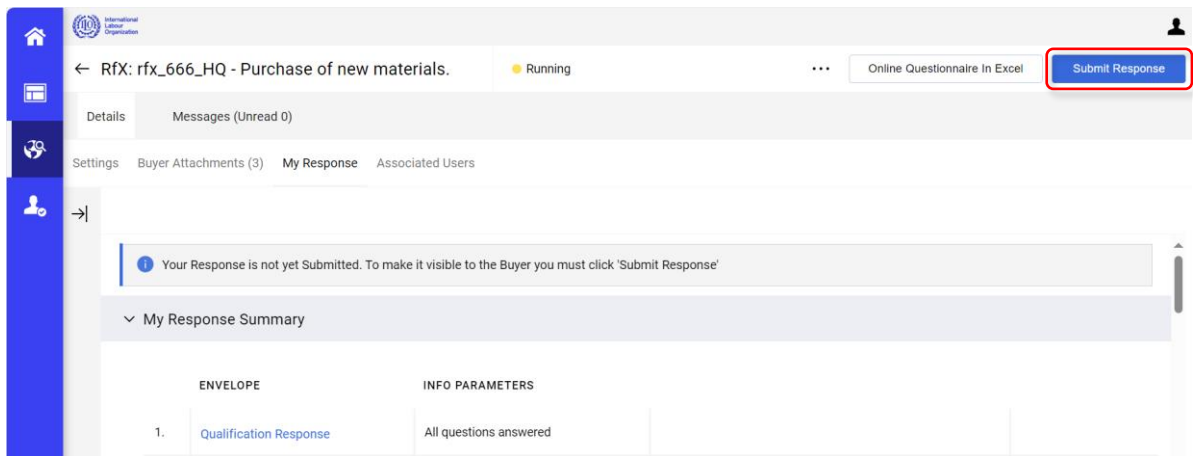 International
Labour
Organization
RfX: rfx_666_HQ - Purchase of new materials.
Running
Online Questionnaire In Excel
Submit Response
Details
Messages (Unread 0)
Settings
Buyer Attachments (3)
My Response
Associated Users
Your Response is not yet Submitted. To make it visible to the Buyer you must click 'Submit Response'
My Response Summary
ENVELOPE
INFO PARAMETERS
1.
Qualification Response
All questions answered